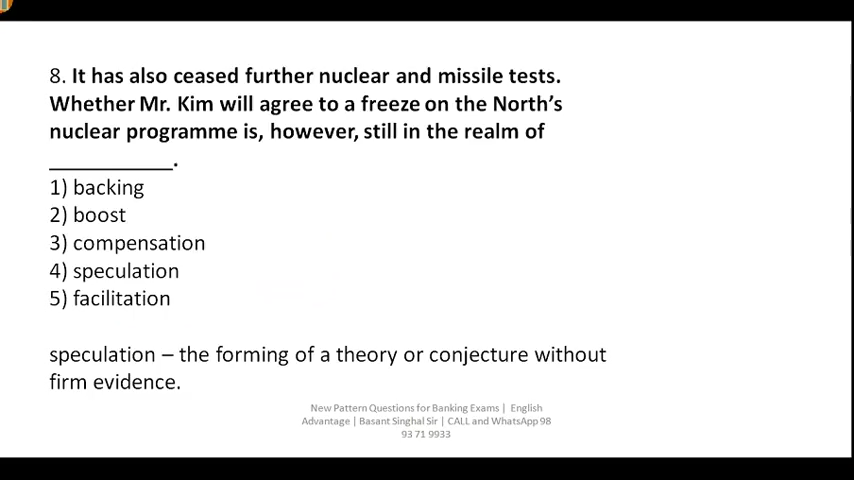 8. It has also ceased further nuclear and missile tests.
Whether Mr. Kim will agree to a freeze on the North's
nuclear programme is, however, still in the realm of
___________.
1) backing
2) boost
3) compensation
4) speculation
5) facilitation
speculation – the forming of a theory or conjecture without
firm evidence.
New Pattern Questions for Banking Exams | English
Advantage | Basant Singhal Sir | CALL and WhatsApp 98
93 71 9933